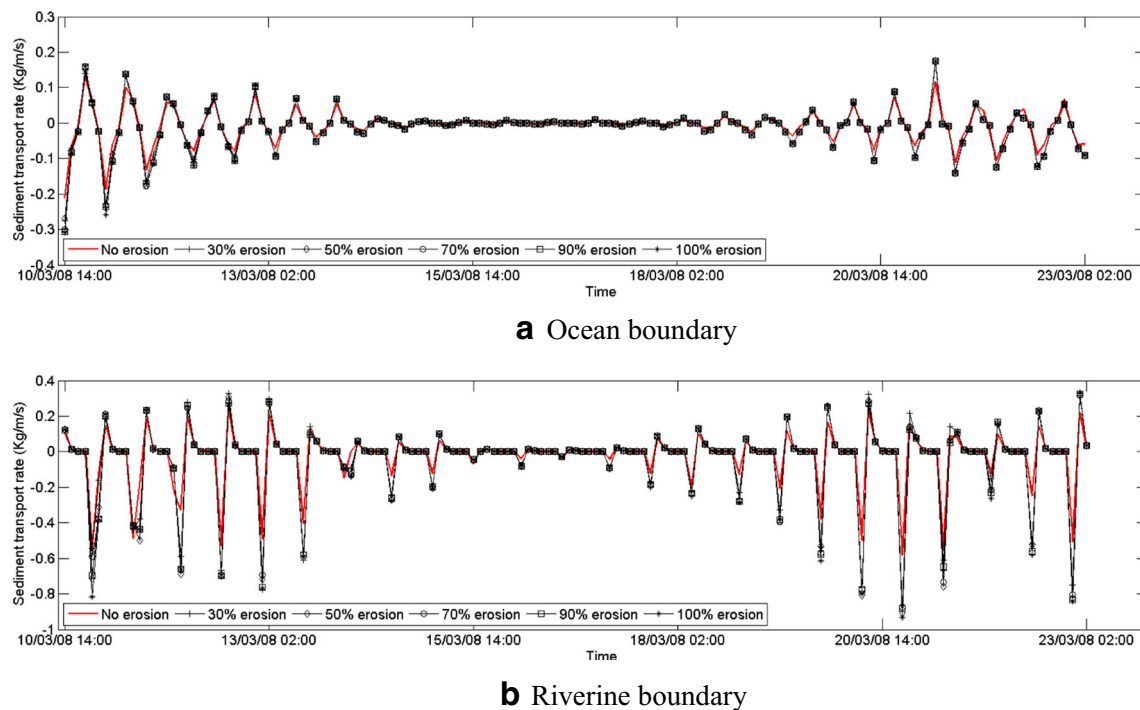 0.3
0.2
0.1
0
-0.1
-0.2
-0.3
-0.4
Sediment transport rate (Kg/m/s)
No erosion 30% erosion 50% erosion 70% erosion 90% erosion 100% erosion
10/03/08 14:00 13/03/08 02:00 15/03/08 14:00 18/03/08 02:00 20/03/08 14:00 23/03/08 02:00
Time
a Ocean boundary
0.4
0.2
0
-0.2
-0.4
-0.6
-0.8
-1
Sediment transport rate (Kg/m/s)
No erosion 30% erosion 50% erosion 70% erosion 90% erosion 100% erosion
10/03/08 14:00 13/03/08 02:00 15/03/08 14:00 18/03/08 02:00 20/03/08 14:00 23/03/08 02:00
Time
b Riverine boundary